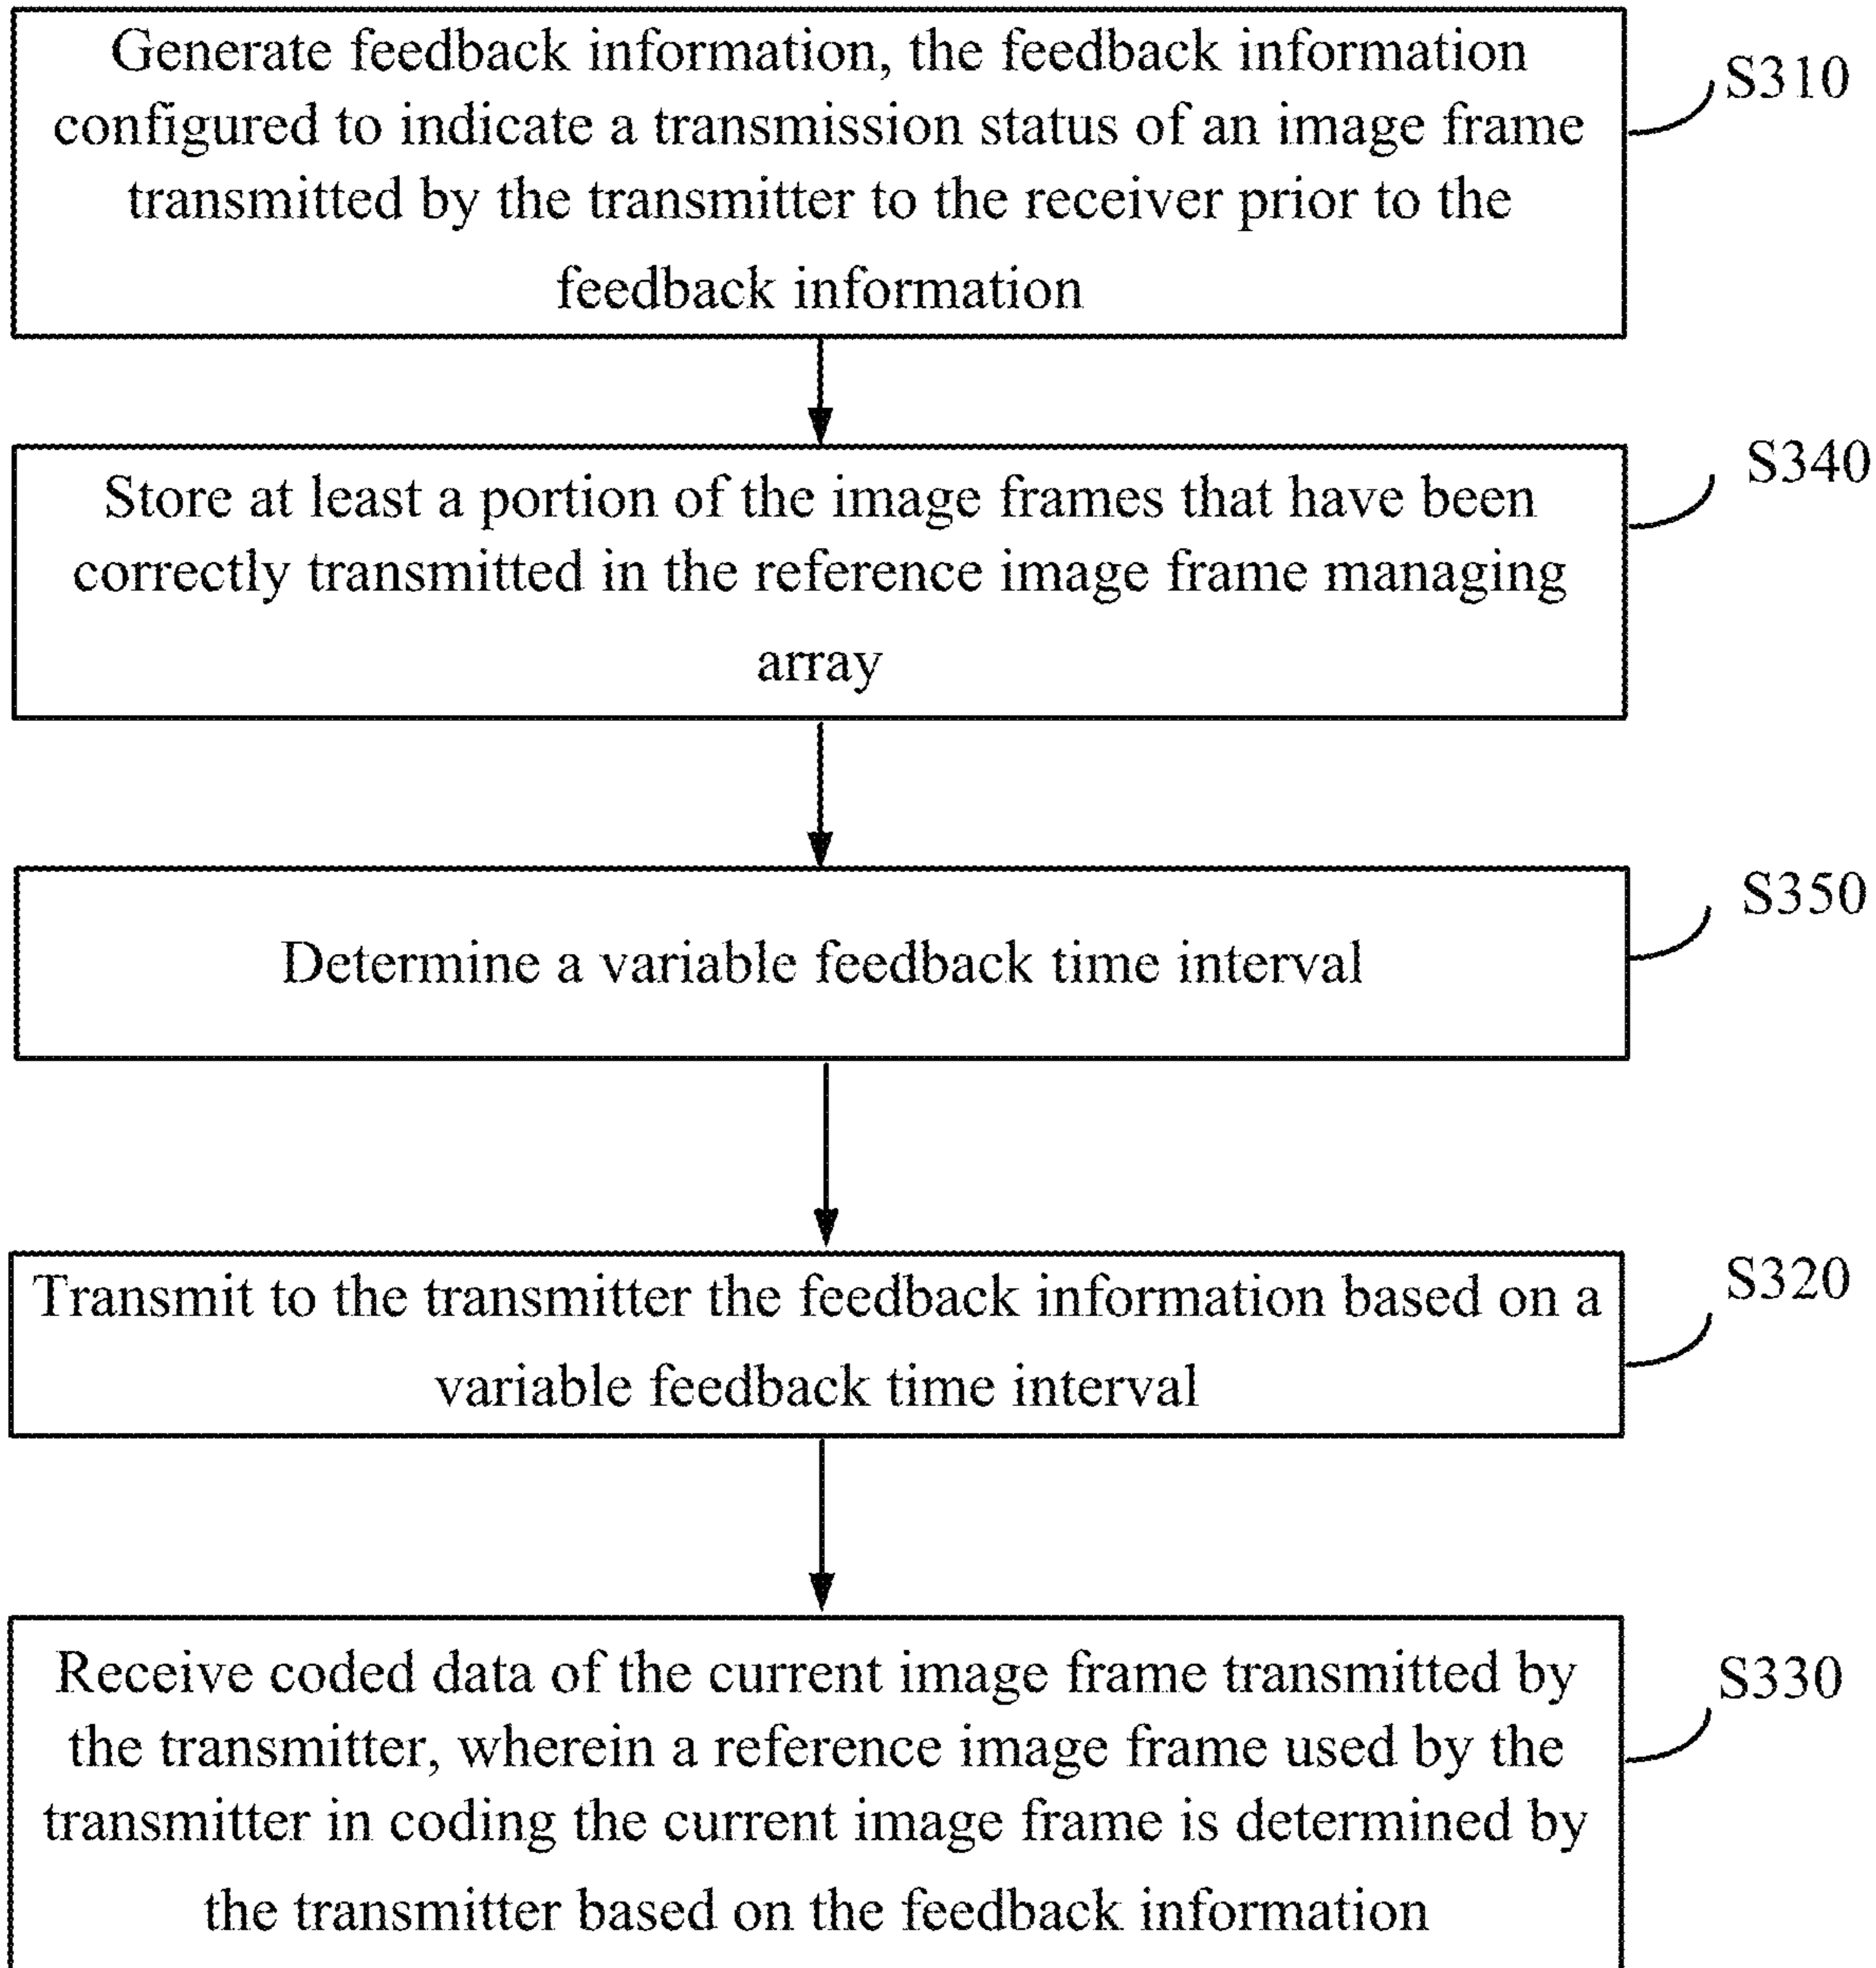 Generate feedback information, the feedback information
configured to indicate a transmission status of an image frame
transmitted by the transmitter to the receiver prior to the
feedback information
S310
Store at least a portion of the image frames that have been
correctly transmitted in the reference image frame managing
array
S340
Determine a variable feedback time interval
S350
Transmit to the transmitter the feedback information based on a
variable feedback time interval
S320
Receive coded data of the current image frame transmitted by
the transmitter, wherein a reference image frame used by the
transmitter in coding the current image frame is determined by
the transmitter based on the feedback information
S330